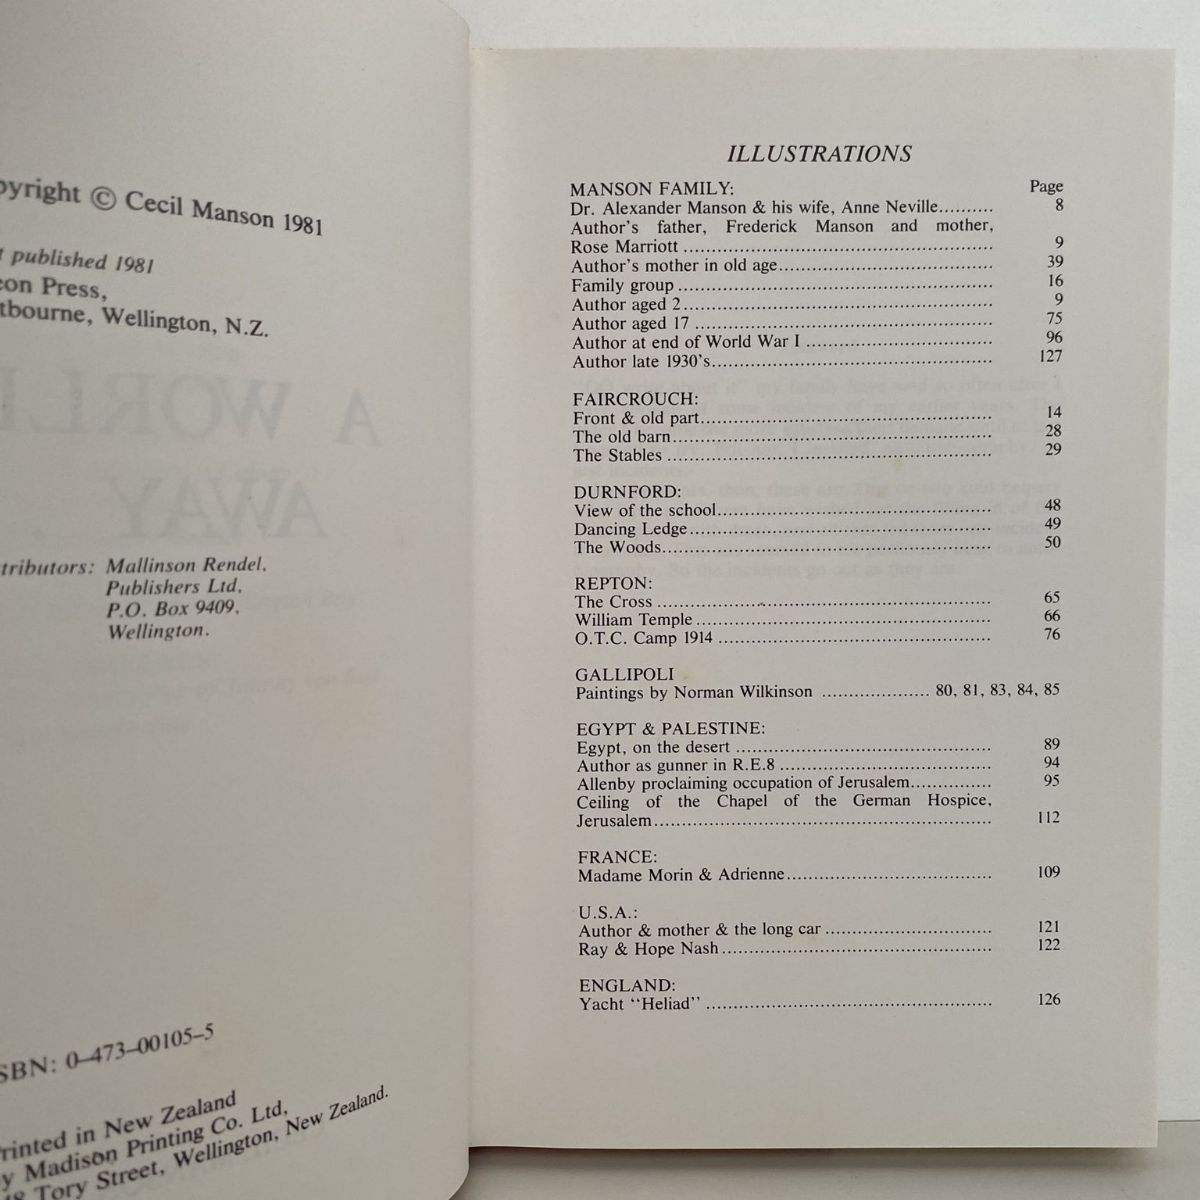 pyright © Cecil Manson 1981
t published 1981
eon Press,
tbourne, Wellington, N.Z.
tributors: Mallinson Rendel,
Publishers Ltd,
P.O. Box 9409,
Wellington.
SBN: 0–473–00105–5
rinted in New Zealand
y Madison Printing Co. Ltd,
48 Tory Street, Wellington, New Zealand.
ILLUSTRATIONS
MANSON FAMILY: Page
Dr. Alexander Manson & his wife, Anne Neville.......... 8
Author's father, Frederick Manson and mother,
Rose Marriott .......... 9
Author's mother in old age.......... 39
Family group .......... 16
Author aged 2.......... 9
Author aged 17 .......... 75
Author at end of World War I .......... 96
Author late 1930's.......... 127
FAIRCROUCH:
Front & old part.......... 14
The old barn.......... 28
The Stables .......... 29
DURNFORD:
View of the school.......... 48
Dancing Ledge.......... 49
The Woods.......... 50
REPTON:
The Cross .......... 65
William Temple .......... 66
O.T.C. Camp 1914 .......... 76
GALLIPOLI
Paintings by Norman Wilkinson .......... 80, 81, 83, 84, 85
EGYPT & PALESTINE:
Egypt, on the desert .......... 89
Author as gunner in R.E.8 .......... 94
Allenby proclaiming occupation of Jerusalem.......... 95
Ceiling of the Chapel of the German Hospice,
Jerusalem.......... 112
FRANCE:
Madame Morin & Adrienne.......... 109
U.S.A.:
Author & mother & the long car .......... 121
Ray & Hope Nash .......... 122
ENGLAND:
Yacht "Heliad" .......... 126